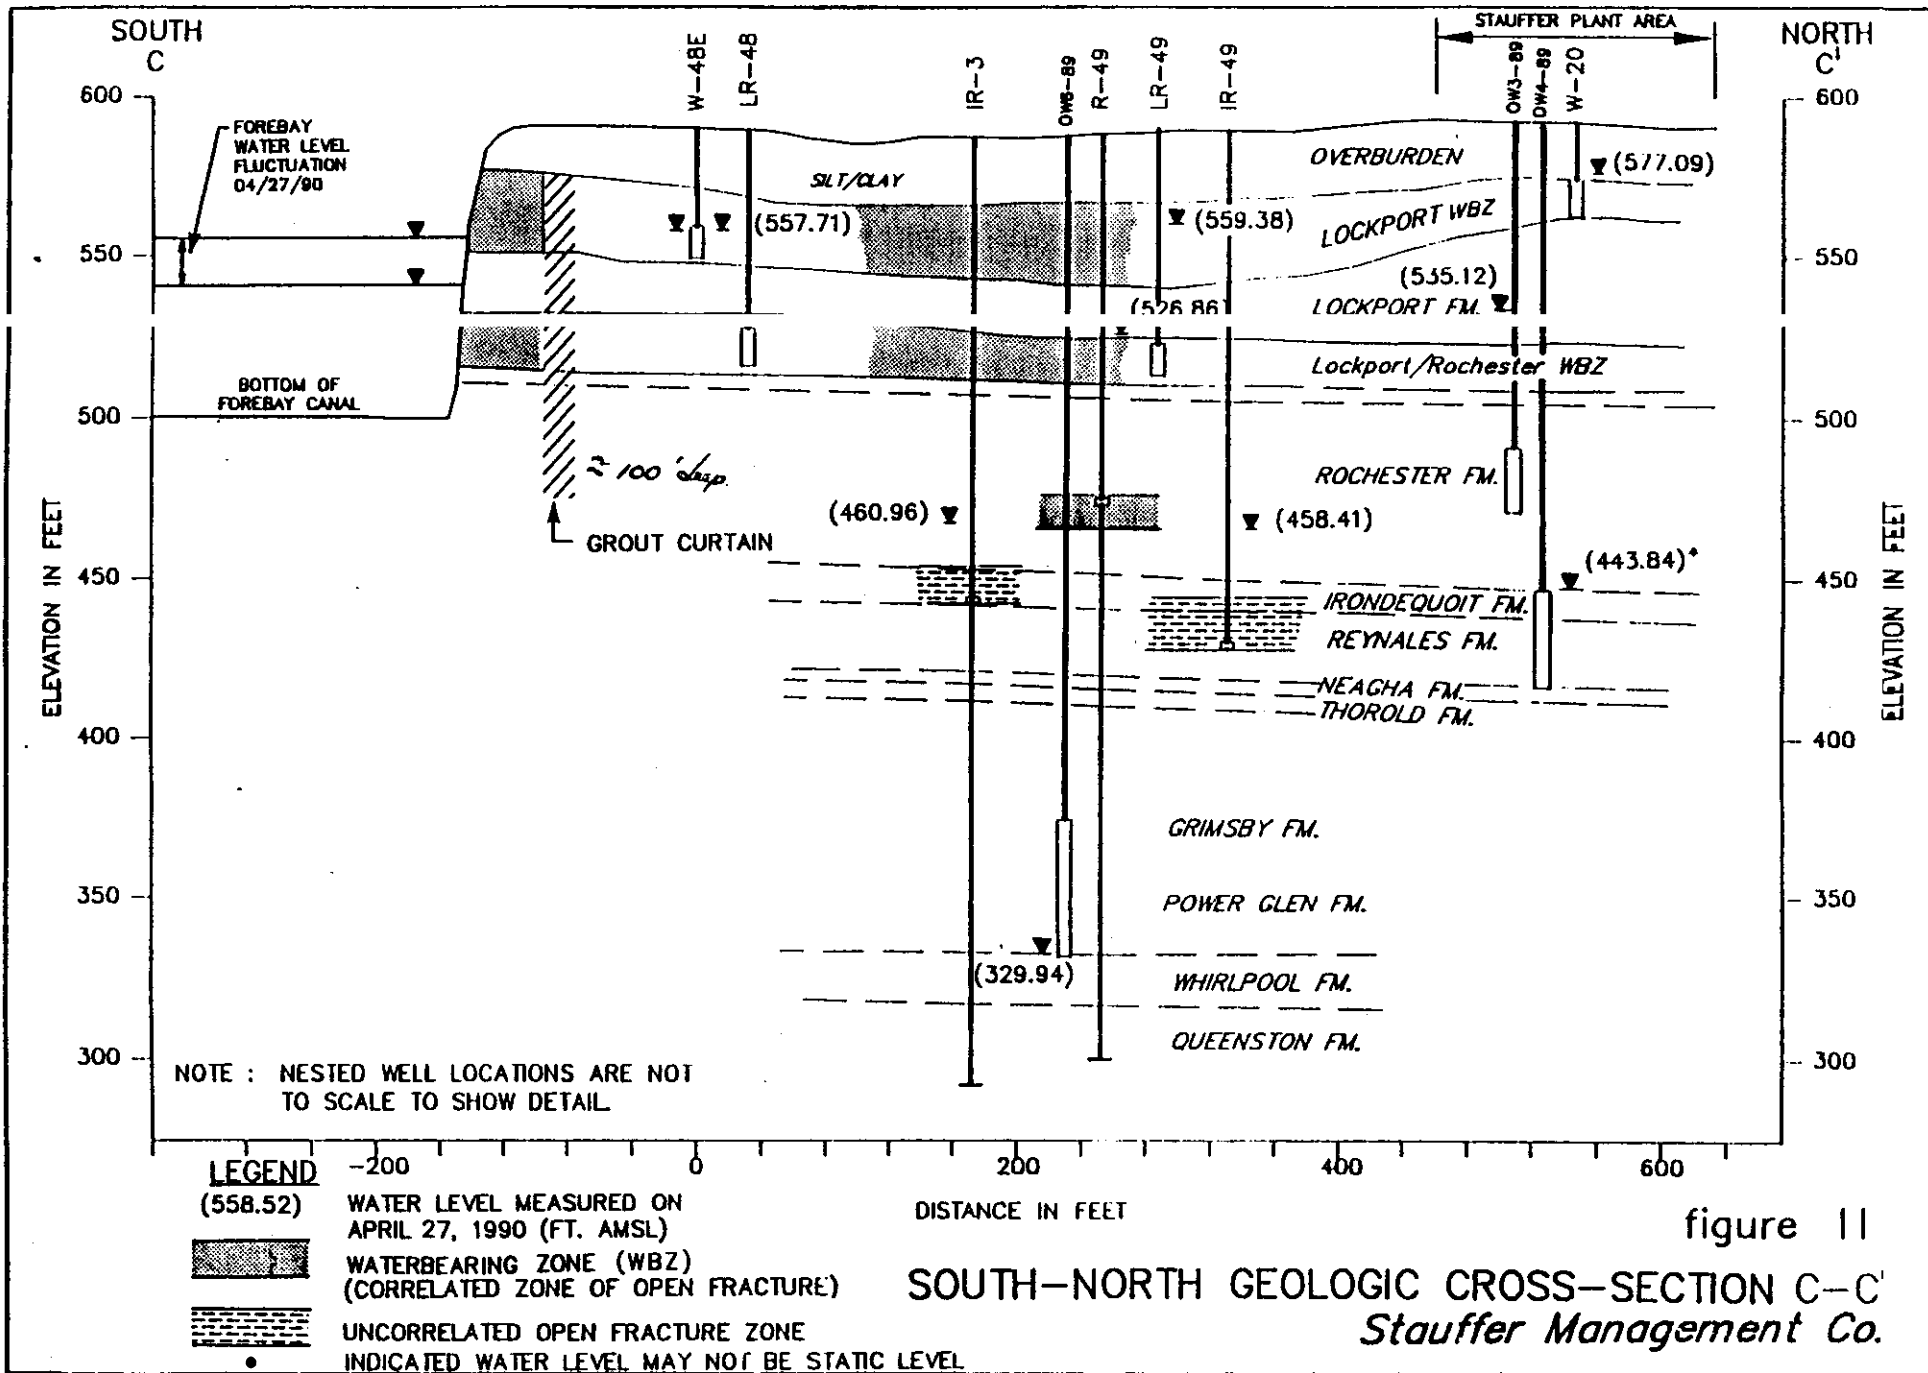 SOUTH
C
STAUFFER PLANT AREA
NORTH
C'
W-48E
LR-48
IR-3
OW6-89
R-49
LR-49
IR-49
OW3-89
OW4-89
W-20
600
600
FOREBAY
WATER LEVEL
FLUCTUATION
04/27/90
OVERBURDEN
(577.09)
SILT/CLAY
LOCKPORT WBZ
(557.71)
(559.38)
550
550
(535.12)
(526.86)
LOCKPORT FM.
Lockport/Rochester WBZ
BOTTOM OF
FOREBAY CANAL
500
500
≈ 100' deep.
ROCHESTER FM.
(460.96)
(458.41)
GROUT CURTAIN
ELEVATION IN FEET
ELEVATION IN FEET
(443.84)*
450
450
IRONDEQUOIT FM.
REYNALES FM.
NEAGHA FM.
THOROLD FM.
400
400
GRIMSBY FM.
350
350
POWER GLEN FM.
(329.94)
WHIRLPOOL FM.
QUEENSTON FM.
300
300
NOTE : NESTED WELL LOCATIONS ARE NOT
TO SCALE TO SHOW DETAIL
-200
0
200
400
600
DISTANCE IN FEET
LEGEND
(558.52) WATER LEVEL MEASURED ON
APRIL 27, 1990 (FT. AMSL)
WATERBEARING ZONE (WBZ)
(CORRELATED ZONE OF OPEN FRACTURE)
UNCORRELATED OPEN FRACTURE ZONE
• INDICATED WATER LEVEL MAY NOT BE STATIC LEVEL
figure 11
SOUTH-NORTH GEOLOGIC CROSS-SECTION C-C'
Stauffer Management Co.